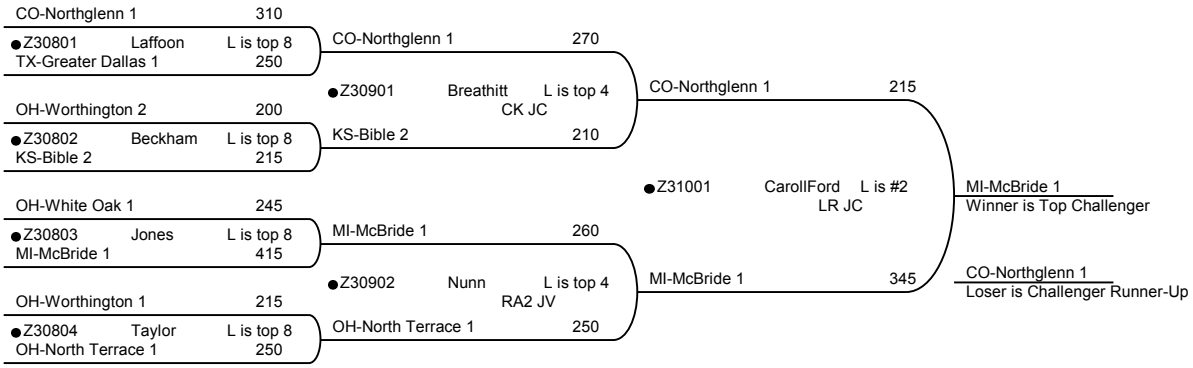 CO-Northglenn 1 310
●Z30801 Laffoon L is top 8
TX-Greater Dallas 1 250
OH-Worthington 2 200
●Z30802 Beckham L is top 8
KS-Bible 2 215
OH-White Oak 1 245
●Z30803 Jones L is top 8
MI-McBride 1 415
OH-Worthington 1 215
●Z30804 Taylor L is top 8
OH-North Terrace 1 250
CO-Northglenn 1 270
●Z30901 Breathitt L is top 4
CK JC
KS-Bible 2 210
MI-McBride 1 260
●Z30902 Nunn L is top 4
RA2 JV
OH-North Terrace 1 250
CO-Northglenn 1 215
●Z31001 CarollFord L is #2
LR JC
MI-McBride 1 345
MI-McBride 1
Winner is Top Challenger
CO-Northglenn 1
Loser is Challenger Runner-Up